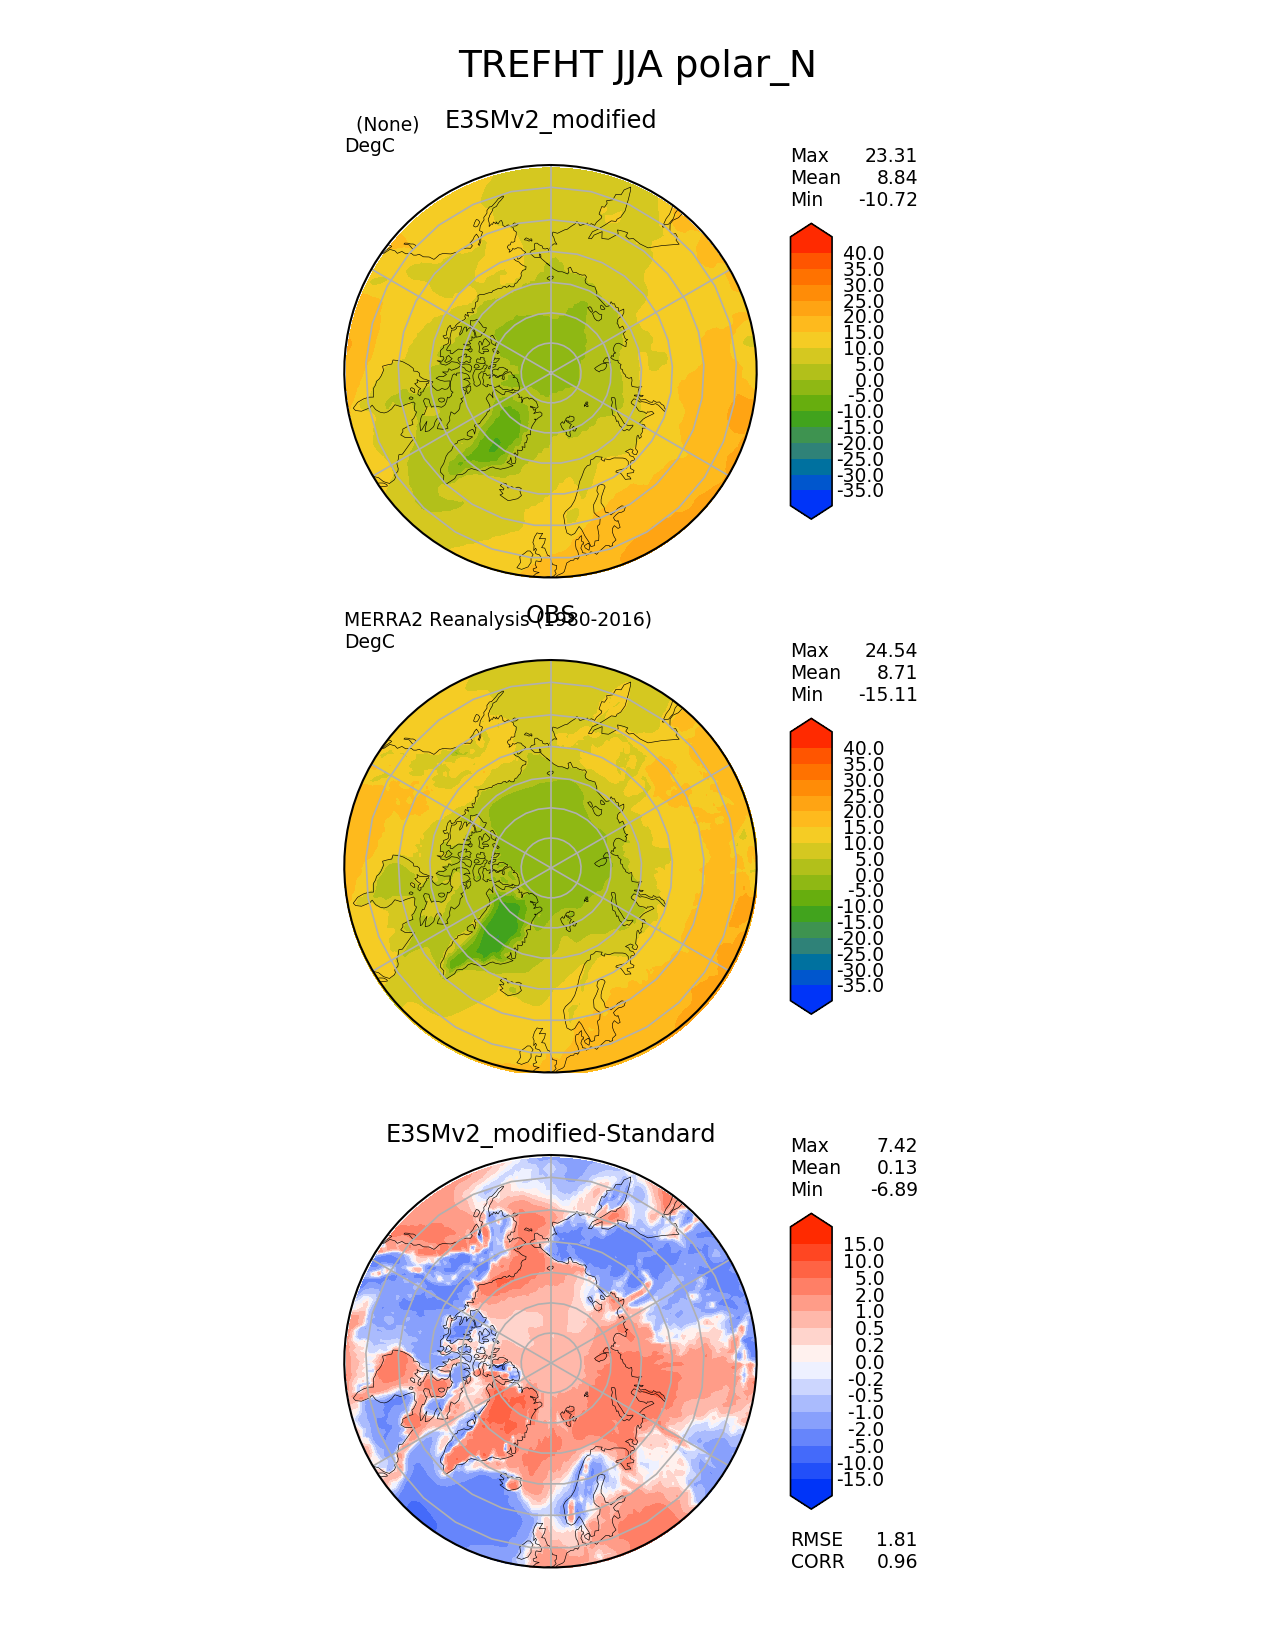 TREFHT JJA polar_N
(None)
E3SMv2_modified
DegC
Max 23.31
Mean 8.84
Min -10.72
40.0
35.0
30.0
25.0
20.0
15.0
10.0
5.0
0.0
-5.0
-10.0
-15.0
-20.0
-25.0
-30.0
-35.0
OBS
MERRA2 Reanalysis (1980-2016)
DegC
Max 24.54
Mean 8.71
Min -15.11
40.0
35.0
30.0
25.0
20.0
15.0
10.0
5.0
0.0
-5.0
-10.0
-15.0
-20.0
-25.0
-30.0
-35.0
E3SMv2_modified-Standard
Max 7.42
Mean 0.13
Min -6.89
15.0
10.0
5.0
2.0
1.0
0.5
0.2
0.0
-0.2
-0.5
-1.0
-2.0
-5.0
-10.0
-15.0
RMSE 1.81
CORR 0.96